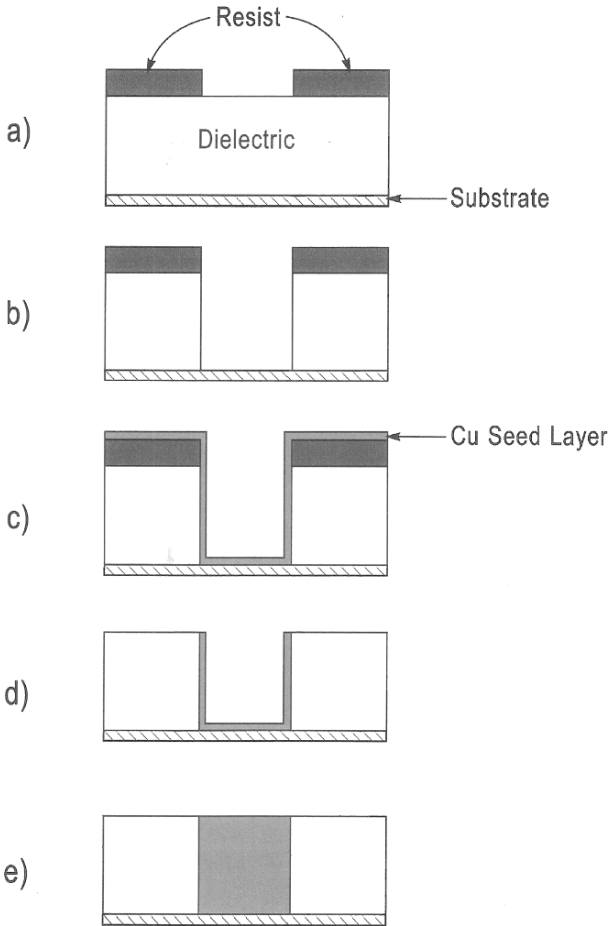 Resist
a)
Dielectric
Substrate
b)
Cu Seed Layer
c)
d)
e)